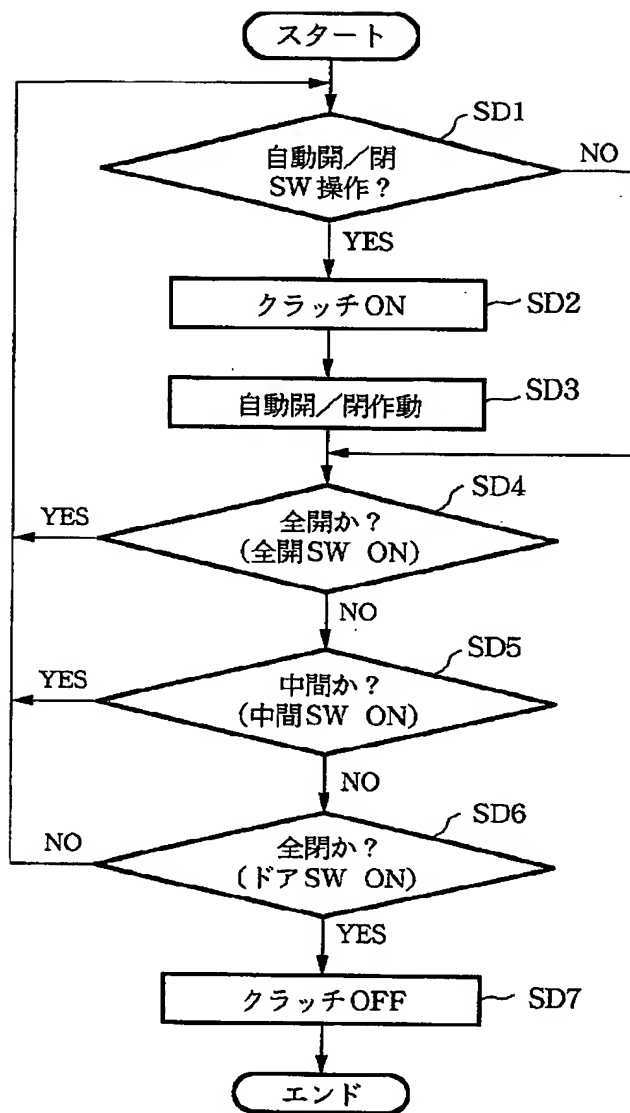 スタート
SD1
自動開／閉
SW 操作？
NO
YES
クラッチON
SD2
自動開／閉作動
SD3
SD4
全開か？
(全開SW ON)
YES
NO
SD5
中間か？
(中間SW ON)
YES
NO
SD6
全閉か？
(ドアSW ON)
NO
YES
クラッチOFF
SD7
エンド